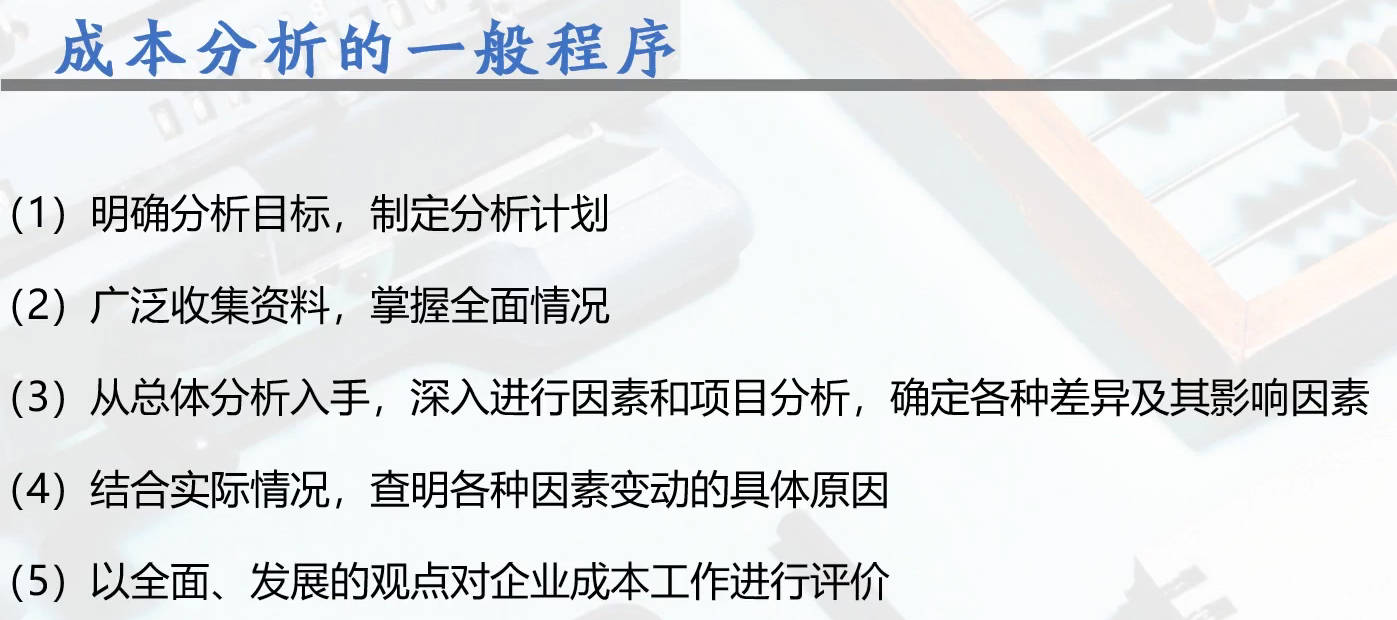 成本分析的一般程序
（1）明确分析目标，制定分析计划
（2）广泛收集资料，掌握全面情况
（3）从总体分析入手，深入进行因素和项目分析，确定各种差异及其影响因素
（4）结合实际情况，查明各种因素变动的具体原因
（5）以全面、发展的观点对企业成本工作进行评价